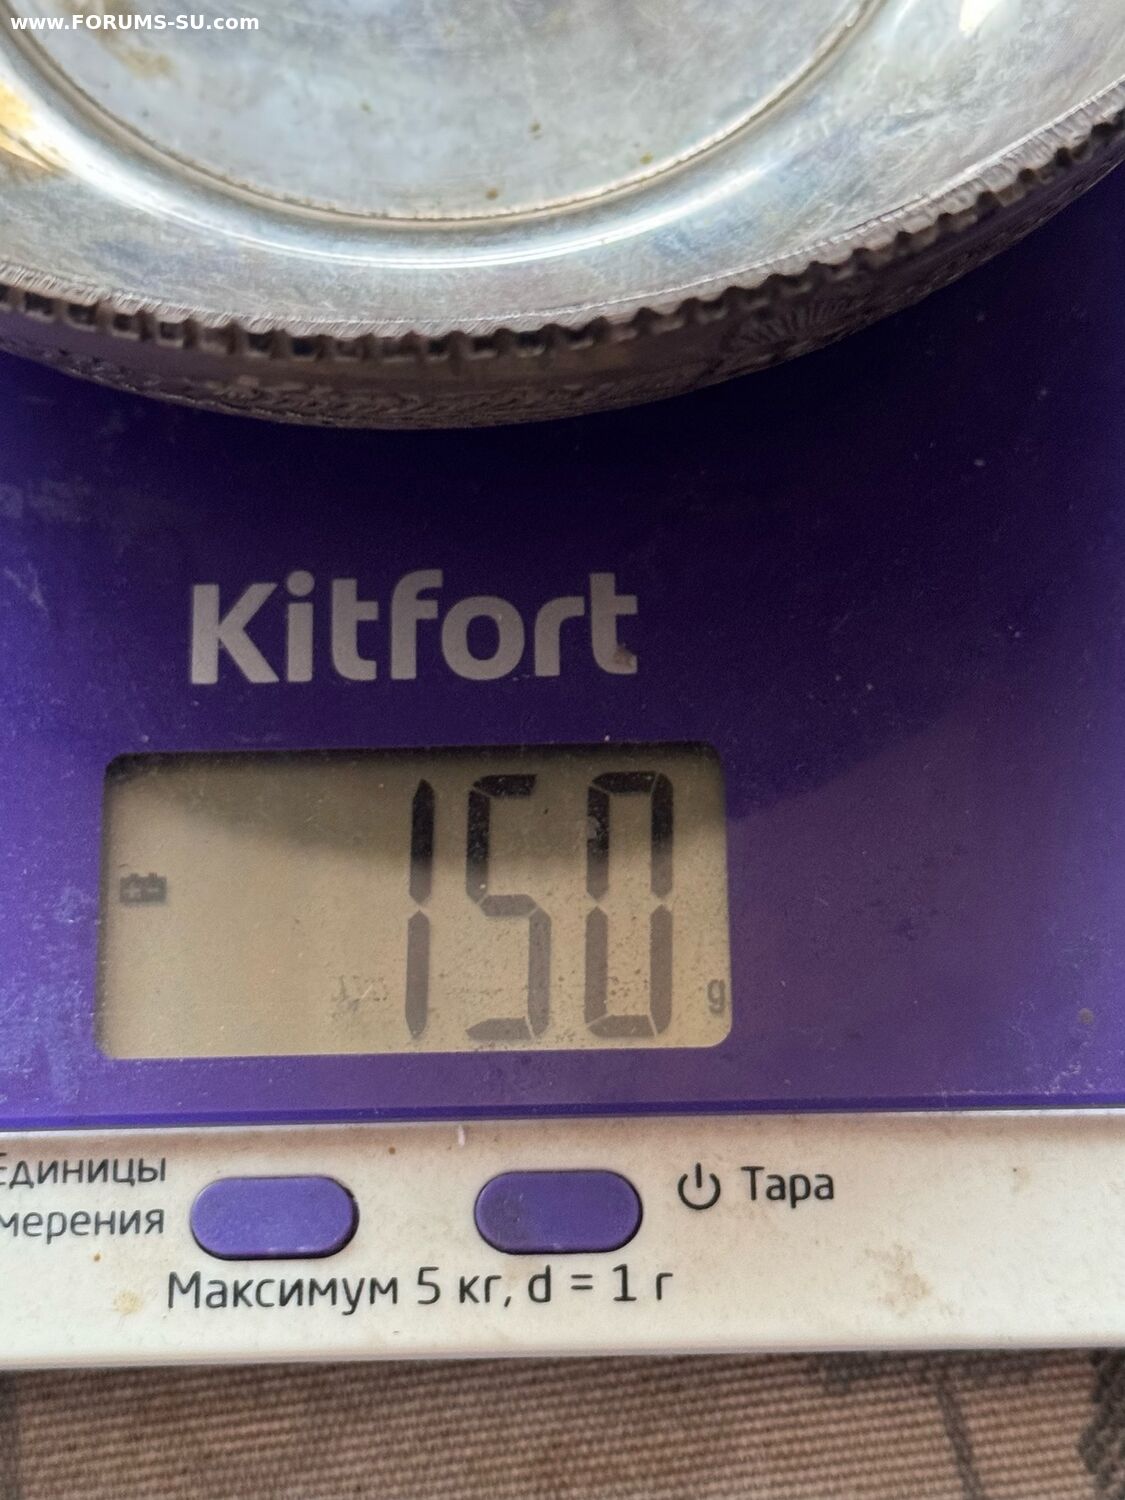 www.FORUMS-SU.com
Kitfort
150
g
Единицы
мерения
Тара
Максимум 5 кг, d = 1 г